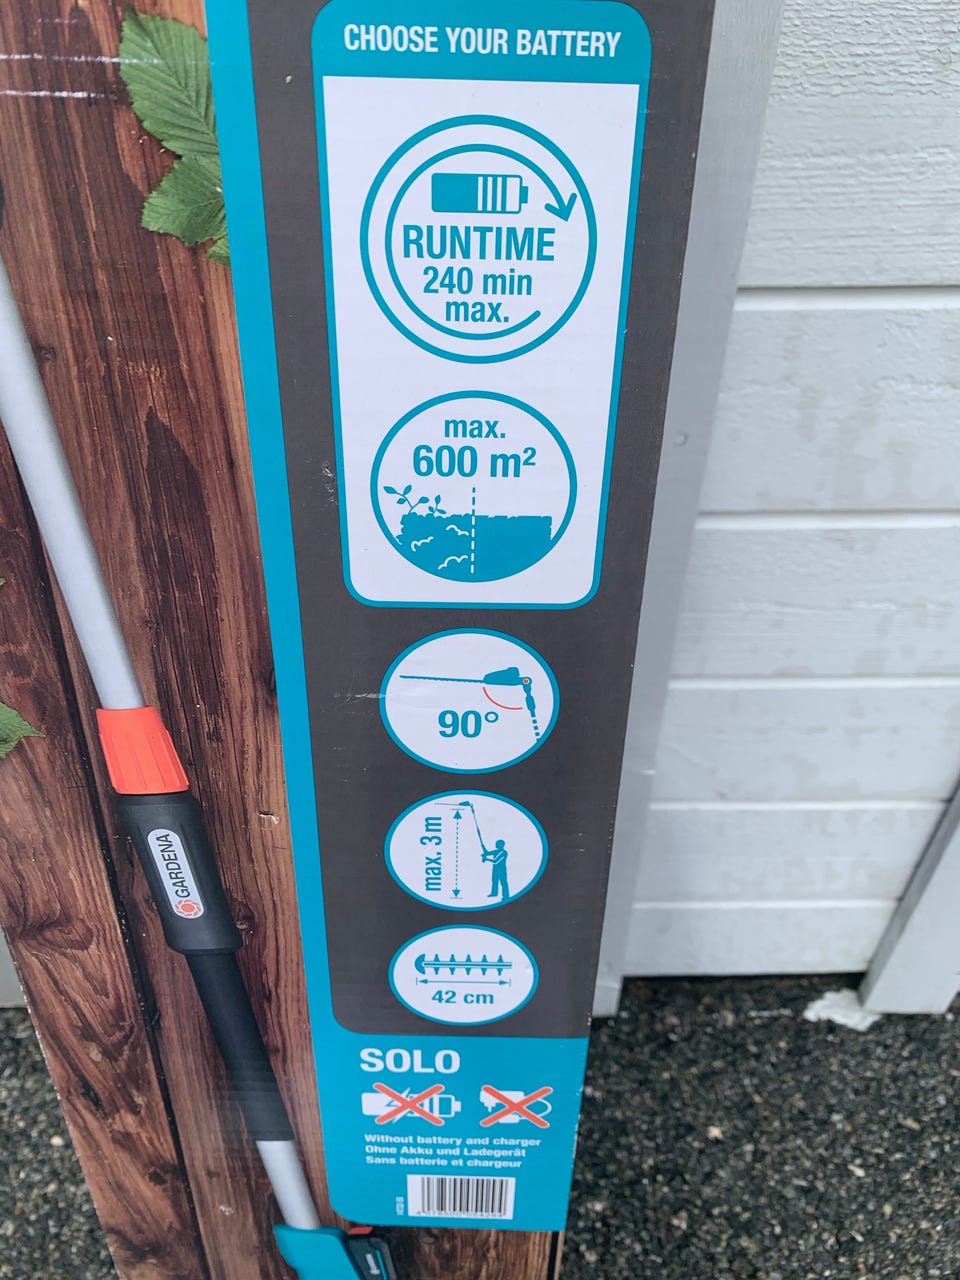 CHOOSE YOUR BATTERY
RUNTIME
240 min
max.
max.
600 m²
90°
max. 3 m
42 cm
GARDENA
SOLO
Without battery and charger
Ohne Akku und Ladegerät
Sans batterie et chargeur